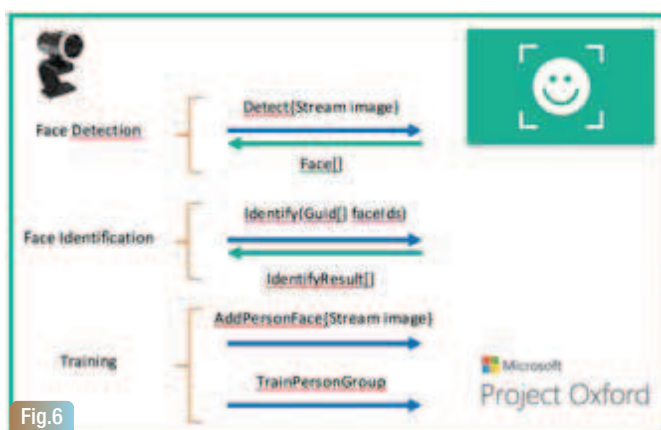 Detect(Stream image)
Face Detection
Face[]
Identify(Guid[] faceIds)
Face Identification
IdentifyResult[]
AddPersonFace(Stream image)
Training
TrainPersonGroup
Microsoft
Project Oxford
Fig.6